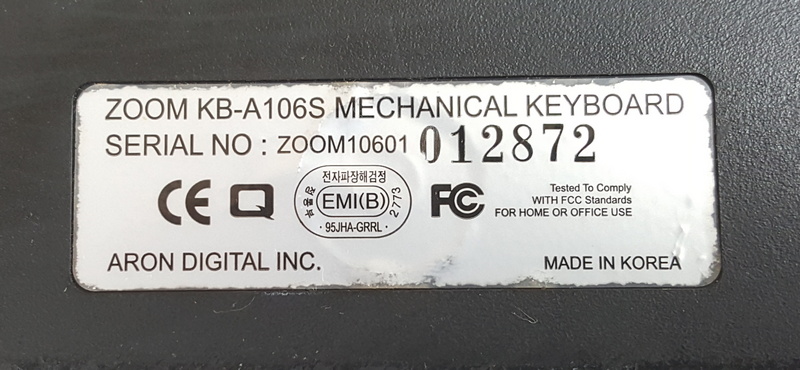 ZOOM KB-A106S MECHANICAL KEYBOARD
SERIAL NO : ZOOM10601 012872
CE Q
전자파장해검정
EMI(B)
2773
·95JHA-GRRL·
FC
Tested To Comply
WITH FCC Standards
FOR HOME OR OFFICE USE
ARON DIGITAL INC.
MADE IN KOREA